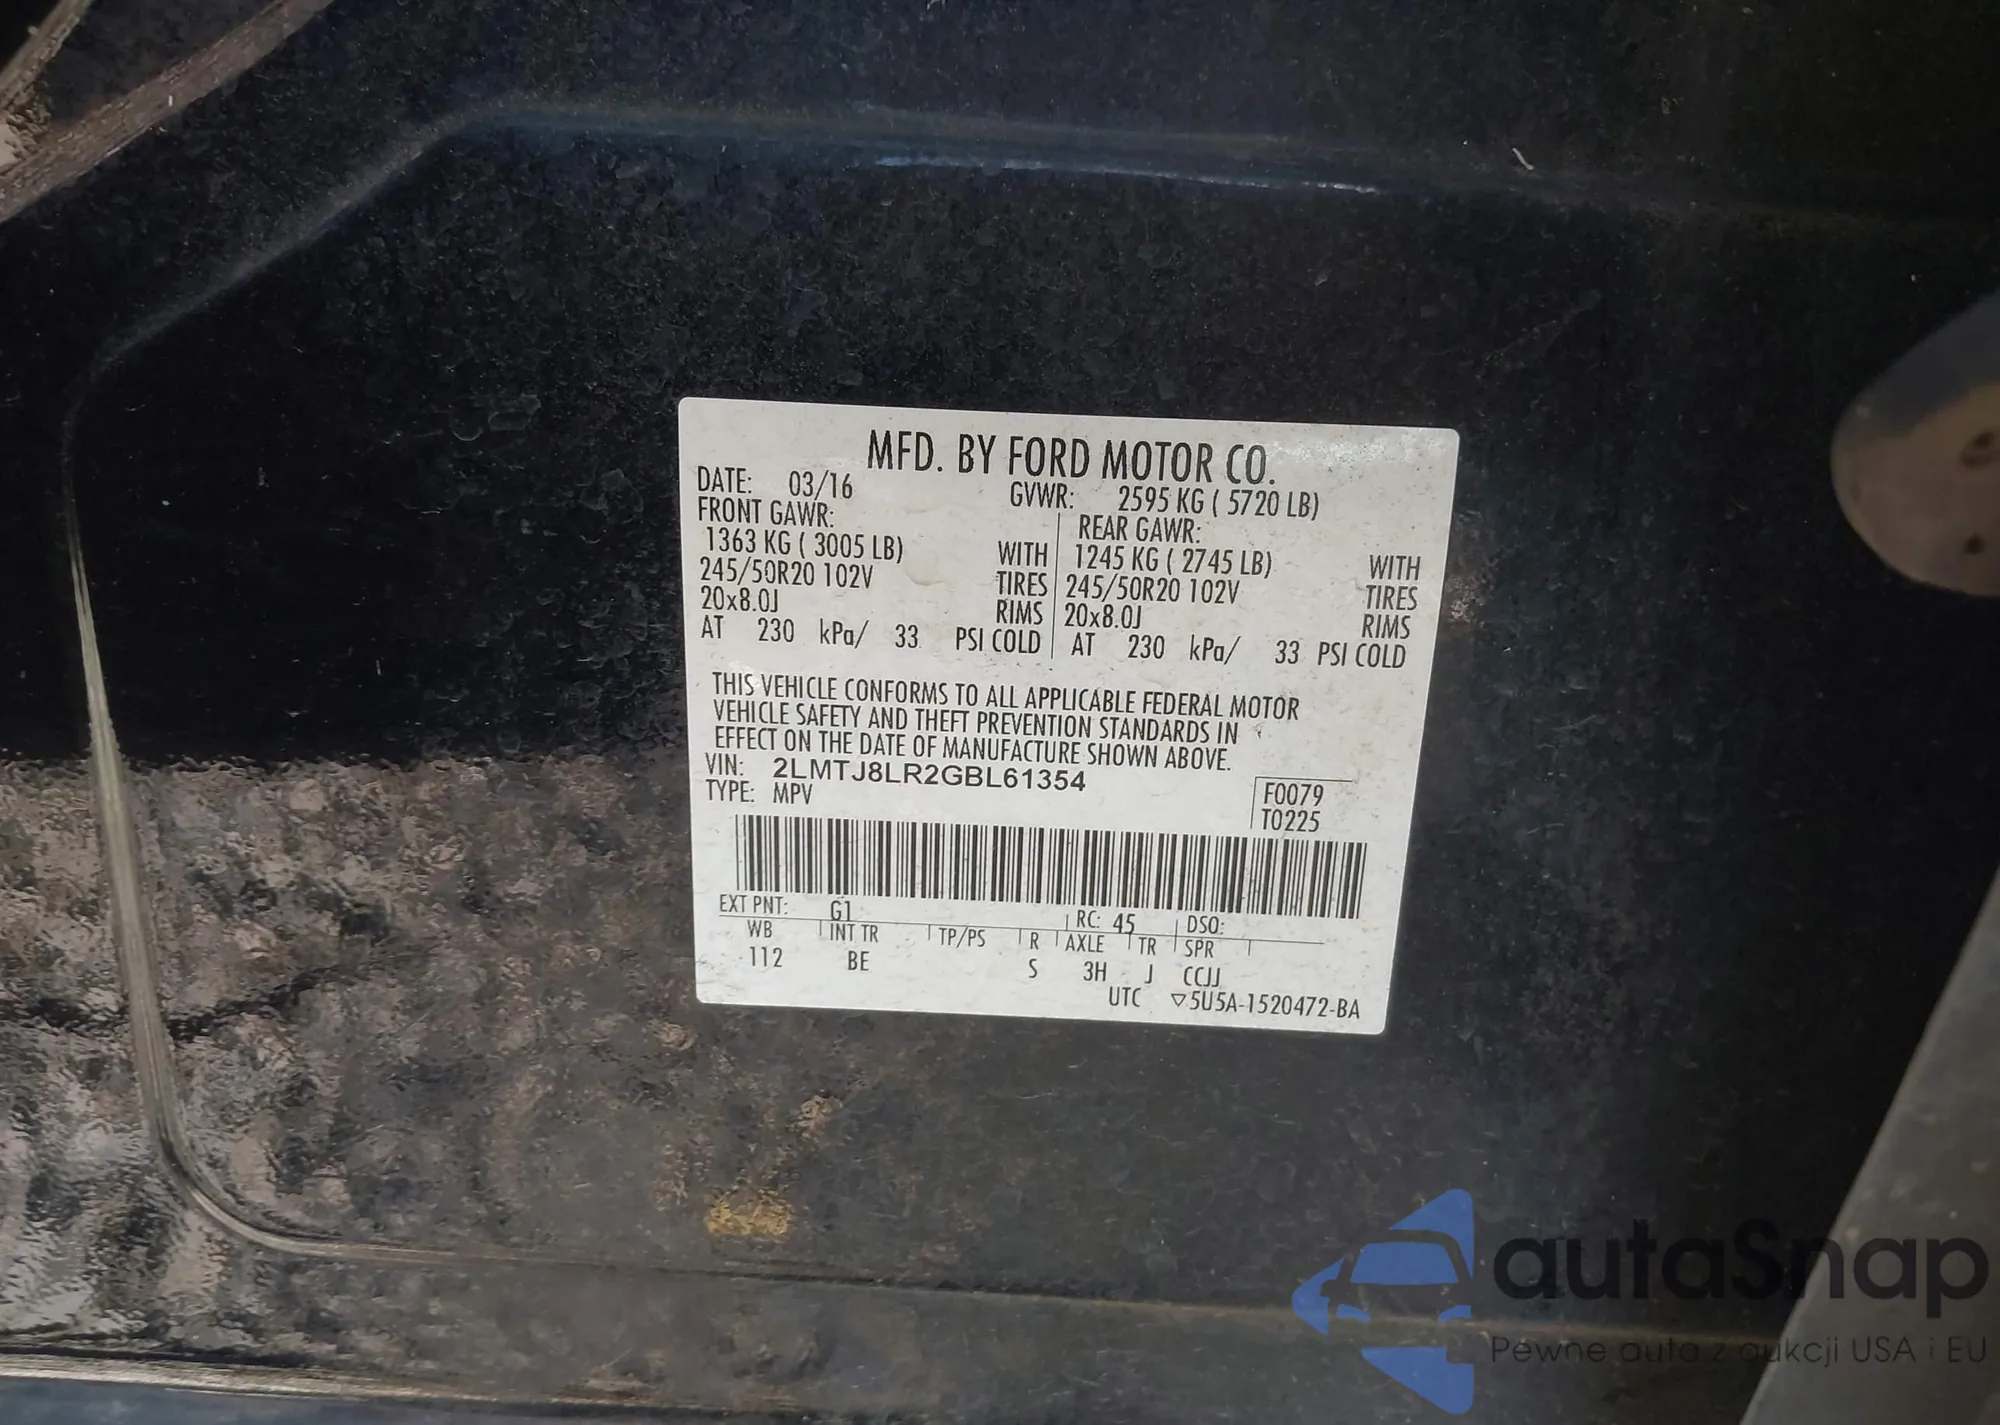 MFD. BY FORD MOTOR CO.
DATE: 03/16 GVWR: 2595 KG ( 5720 LB)
FRONT GAWR: REAR GAWR:
1363 KG ( 3005 LB) WITH 1245 KG ( 2745 LB) WITH
245/50R20 102V TIRES 245/50R20 102V TIRES
20x8.0J RIMS 20x8.0J RIMS
AT 230 kPa/ 33 PSI COLD AT 230 kPa/ 33 PSI COLD
THIS VEHICLE CONFORMS TO ALL APPLICABLE FEDERAL MOTOR
VEHICLE SAFETY AND THEFT PREVENTION STANDARDS IN
EFFECT ON THE DATE OF MANUFACTURE SHOWN ABOVE.
VIN: 2LMTJ8LR2GBL61354
TYPE: MPV
F0079
T0225
EXT PNT: G1 RC: 45 DSO:
WB INT TR TP/PS R AXLE TR SPR
112 BE S 3H J CCJJ
UTC ▽5U5A-1520472-BA
autaSnap
Pewne auta z aukcji USA i EU